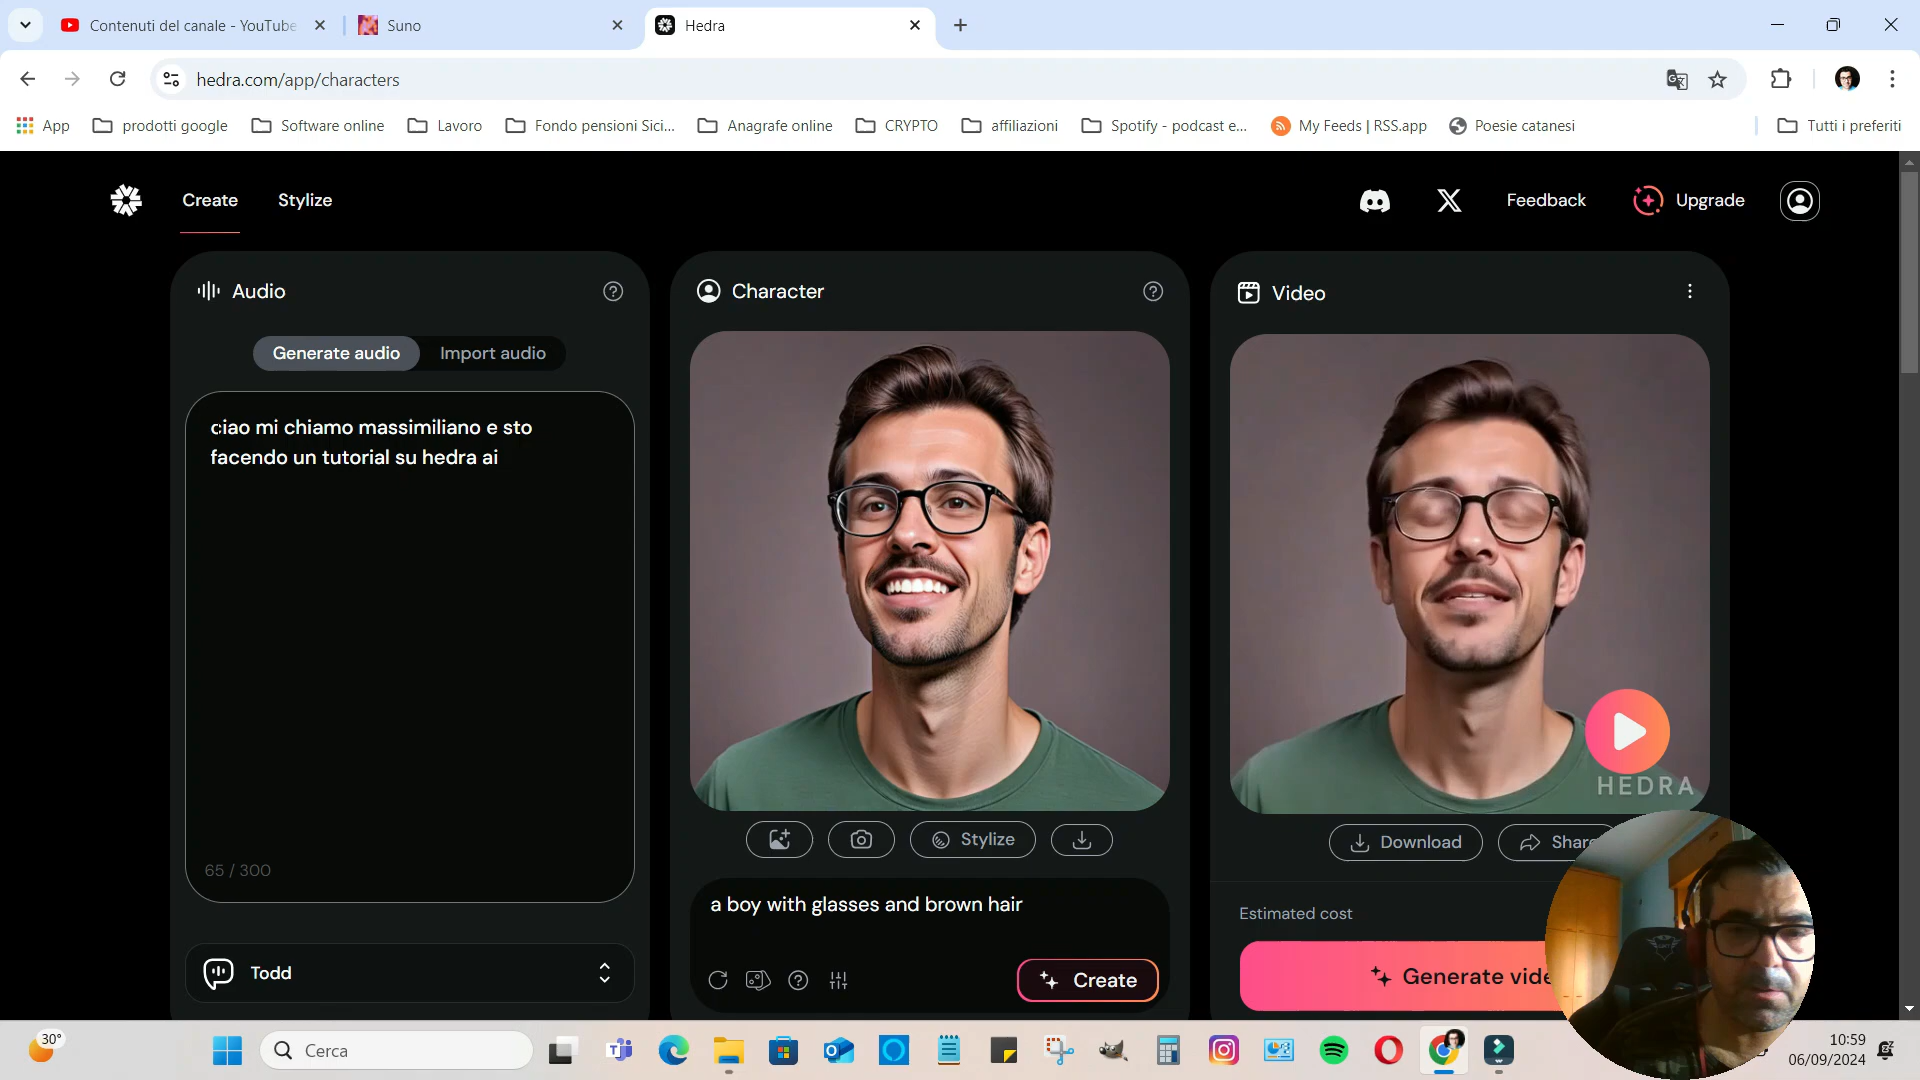 Contenuti del canale - YouTube
Suno
Hedra
hedra.com/app/characters
App
prodotti google
Software online
Lavoro
Fondo pensioni Sici...
Anagrafe online
CRYPTO
affiliazioni
Spotify - podcast e...
My Feeds | RSS.app
Poesie catanesi
Tutti i preferiti
Create
Stylize
Feedback
Upgrade
Audio
Character
Video
Generate audio
Import audio
ciao mi chiamo massimiliano e sto
facendo un tutorial su hedra ai
65 / 300
HEDRA
Stylize
Download
Share
a boy with glasses and brown hair
Estimated cost
Todd
Create
Generate vide
30°
Cerca
10:59
06/09/2024